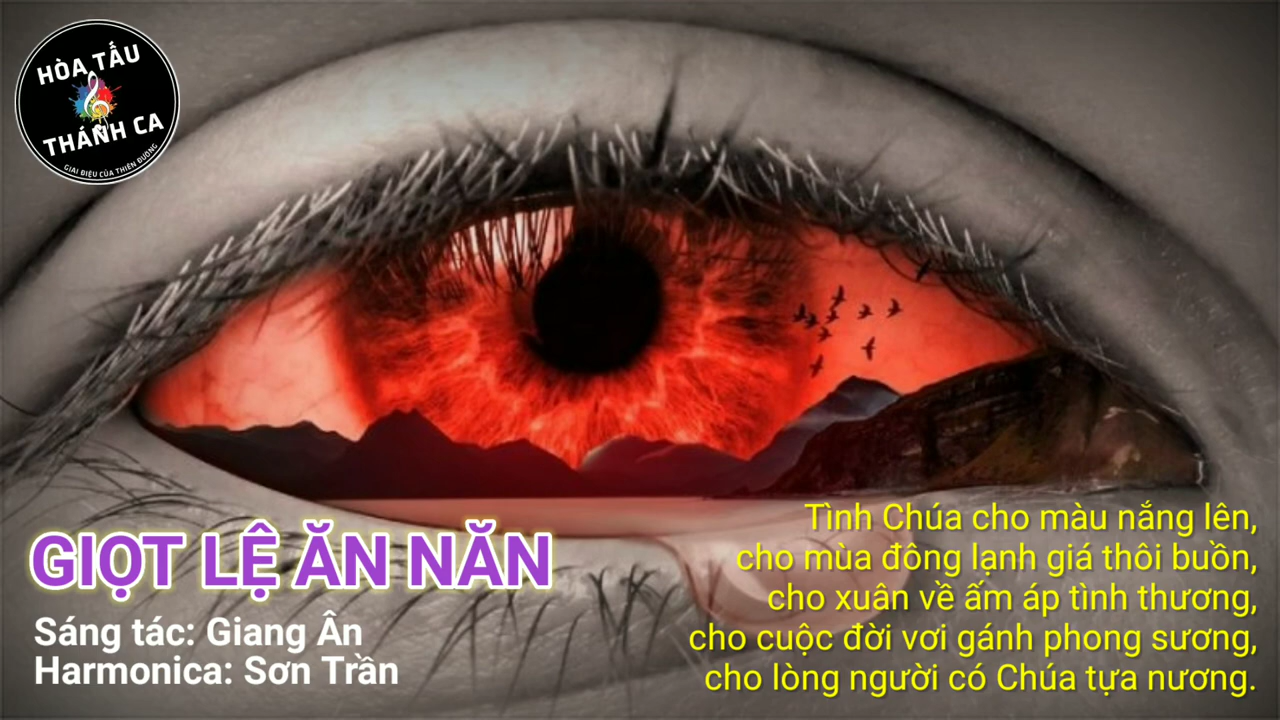 HÒA TẤU
THÁNH CA
GIAI ĐIỆU CỦA THIÊN ĐƯỜNG
GIỌT LỆ ĂN NĂN
Sáng tác: Giang Ân
Harmonica: Sơn Trần
Tình Chúa cho màu nắng lên,
cho mùa đông lạnh giá thôi buồn,
cho xuân về ấm áp tình thương,
cho cuộc đời vơi gánh phong sương,
cho lòng người có Chúa tựa nương.